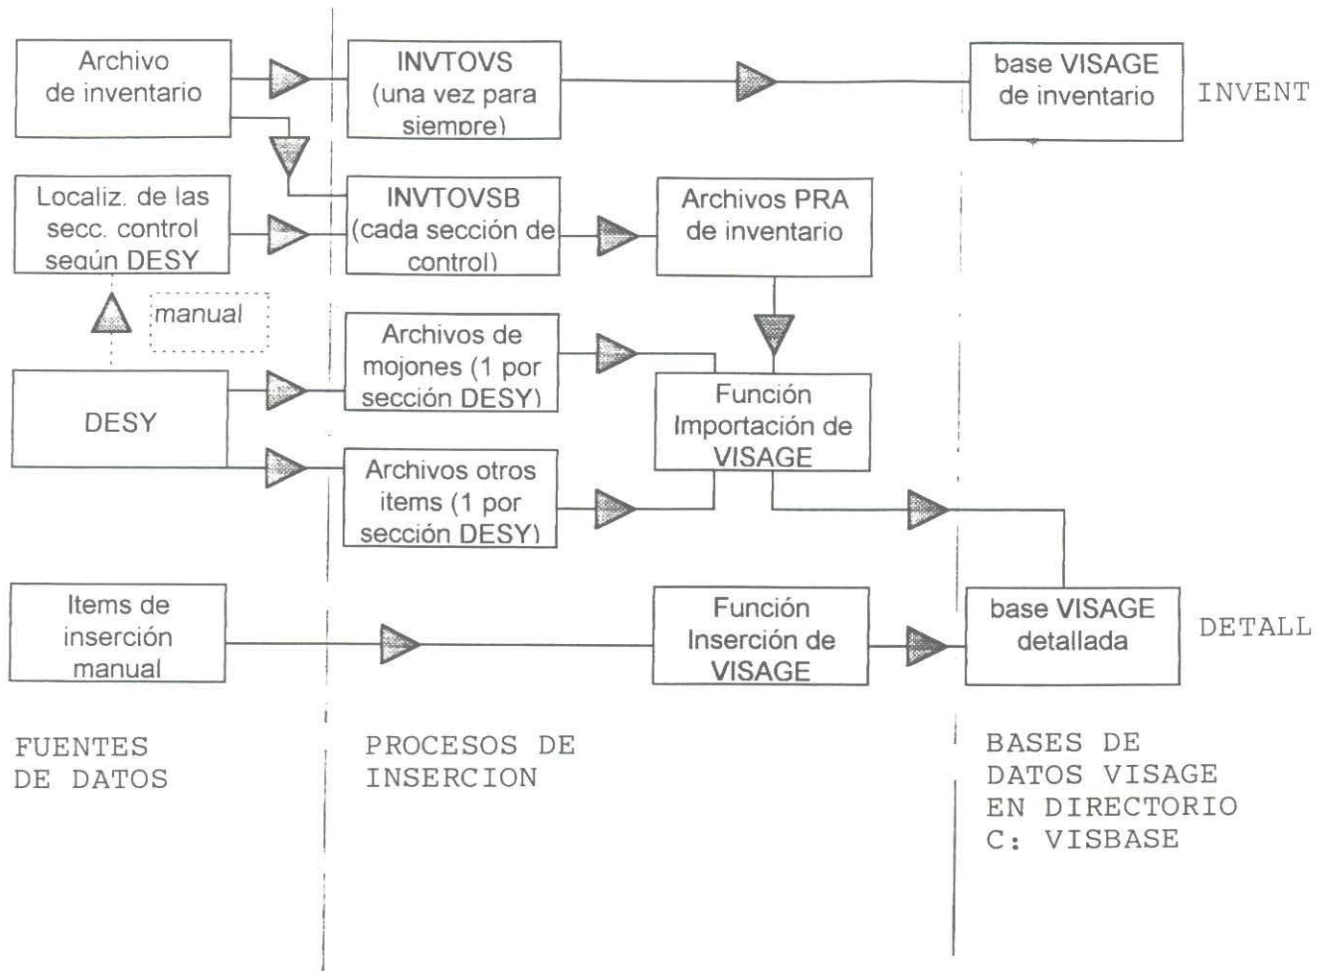 Archivo
de inventario
INVTOVS
(una vez para
siempre)
base VISAGE
de inventario
INVENT
Localiz. de las
secc. control
según DESY
INVTOVSB
(cada sección de
control)
Archivos PRA
de inventario
manual
Archivos de
mojones (1 por
sección DESY)
DESY
Función
Importación de
VISAGE
Archivos otros
items (1 por
sección DESY)
Items de
inserción
manual
Función
Inserción de
VISAGE
base VISAGE
detallada
DETALL
FUENTES
DE DATOS
PROCESOS DE
INSERCION
BASES DE
DATOS VISAGE
EN DIRECTORIO
C: VISBASE